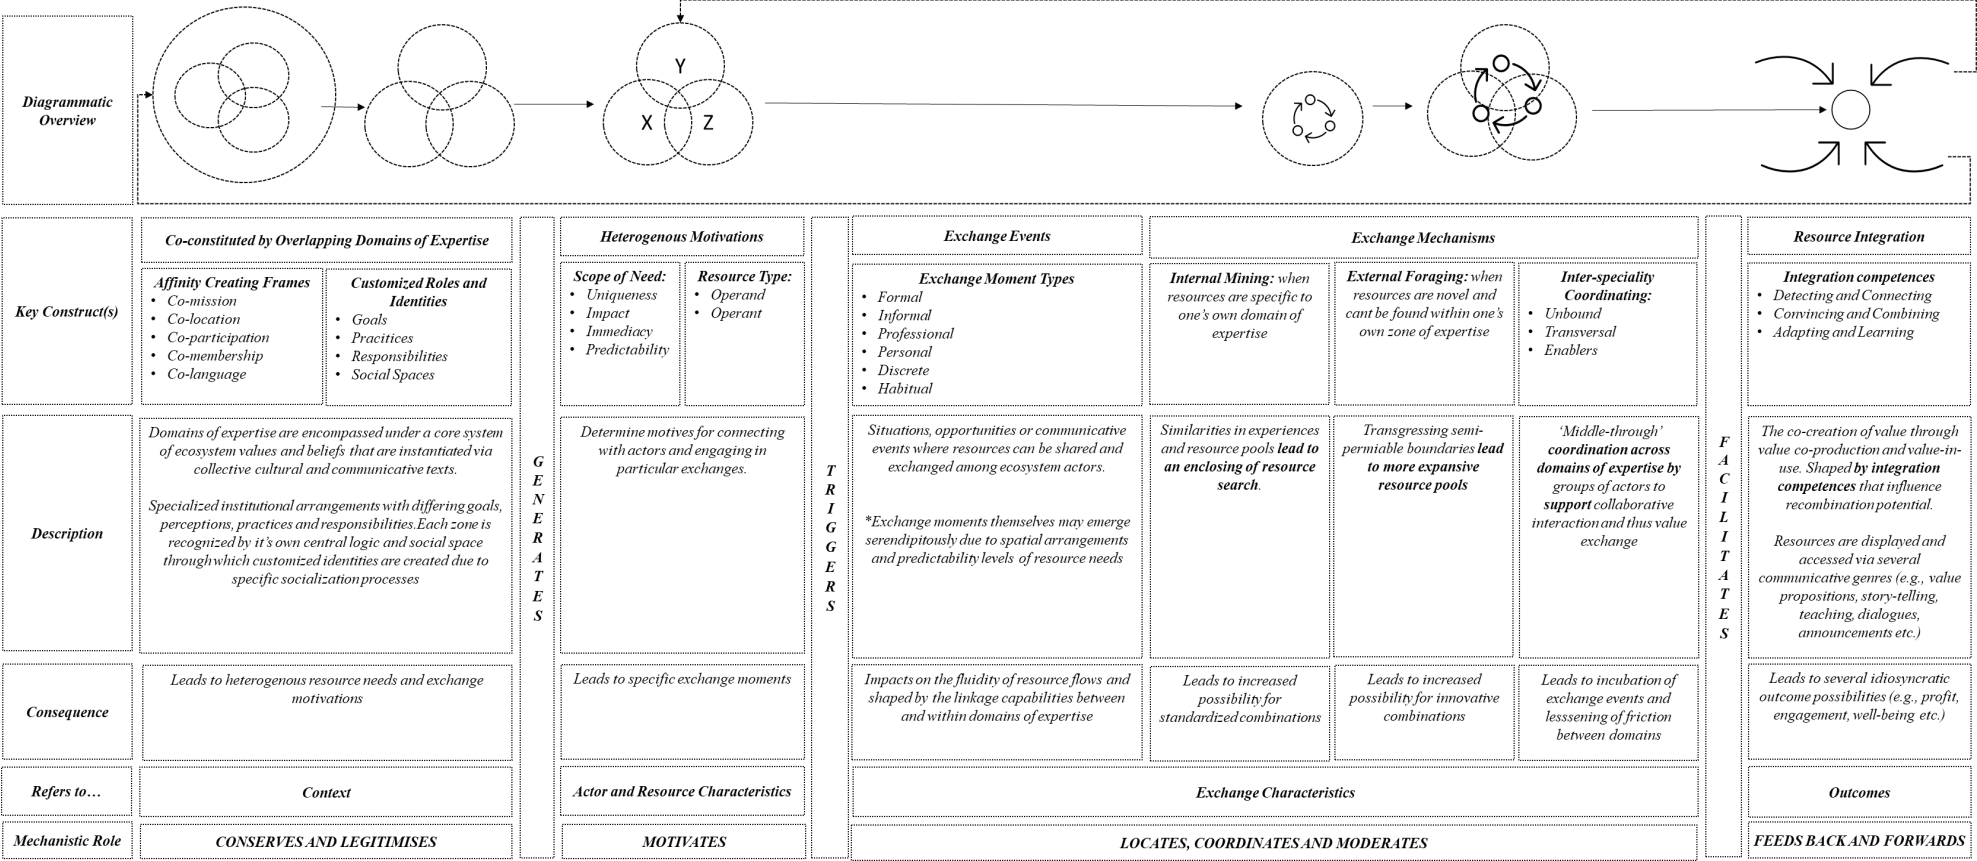 Diagrammatic
Overview
Y
X
Z
Key Construct(s)
Co-constituted by Overlapping Domains of Expertise
Affinity Creating Frames
• Co-mission
• Co-location
• Co-participation
• Co-membership
• Co-language
Customized Roles and
Identities
• Goals
• Pracitices
• Responsibilities
• Social Spaces
Heterogenous Motivations
Scope of Need:
• Uniqueness
• Impact
• Immediacy
• Predictability
Resource Type:
• Operand
• Operant
Exchange Events
Exchange Moment Types
• Formal
• Informal
• Professional
• Personal
• Discrete
• Habitual
Exchange Mechanisms
Internal Mining: when
resources are specific to
one's own domain of
expertise
External Foraging: when
resources are novel and
cant be found within one's
own zone of expertise
Inter-speciality
Coordinating:
• Unbound
• Transversal
• Enablers
Resource Integration
Integration competences
• Detecting and Connecting
• Convincing and Combining
• Adapting and Learning
Description
Domains of expertise are encompassed under a core system
of ecosystem values and beliefs that are instantiated via
collective cultural and communicative texts.
Specialized institutional arrangements with differing goals,
perceptions, practices and responsibilities.Each zone is
recognized by it's own central logic and social space
through which customized identities are created due to
specific socialization processes
GENERATES
Determine motives for connecting
with actors and engaging in
particular exchanges.
TRIGGERS
Situations, opportunities or communicative
events where resources can be shared and
exchanged among ecosystem actors.
*Exchange moments themselves may emerge
serendipitously due to spatial arrangements
and predictability levels of resource needs
Similarities in experiences
and resource pools lead to
an enclosing of resource
search.
Transgressing semi-
permiable boundaries lead
to more expansive
resource pools
'Middle-through'
coordination across
domains of expertise by
groups of actors to
support collaborative
interaction and thus value
exchange
FACILITATES
The co-creation of value through
value co-production and value-in-
use. Shaped by integration
competences that influence
recombination potential.
Resources are displayed and
accessed via several
communicative genres (e.g., value
propositions, story-telling,
teaching, dialogues,
announcements etc.)
Consequence
Leads to heterogenous resource needs and exchange
motivations
Leads to specific exchange moments
Impacts on the fluidity of resource flows and
shaped by the linkage capabilities between
and within domains of expertise
Leads to increased
possibility for
standardized combinations
Leads to increased
possibility for innovative
combinations
Leads to incubation of
exchange events and
lesssening of friction
between domains
Leads to several idiosyncratic
outcome possibilities (e.g., profit,
engagement, well-being etc.)
Refers to…
Context
Actor and Resource Characteristics
Exchange Characteristics
Outcomes
Mechanistic Role
CONSERVES AND LEGITIMISES
MOTIVATES
LOCATES, COORDINATES AND MODERATES
FEEDS BACK AND FORWARDS